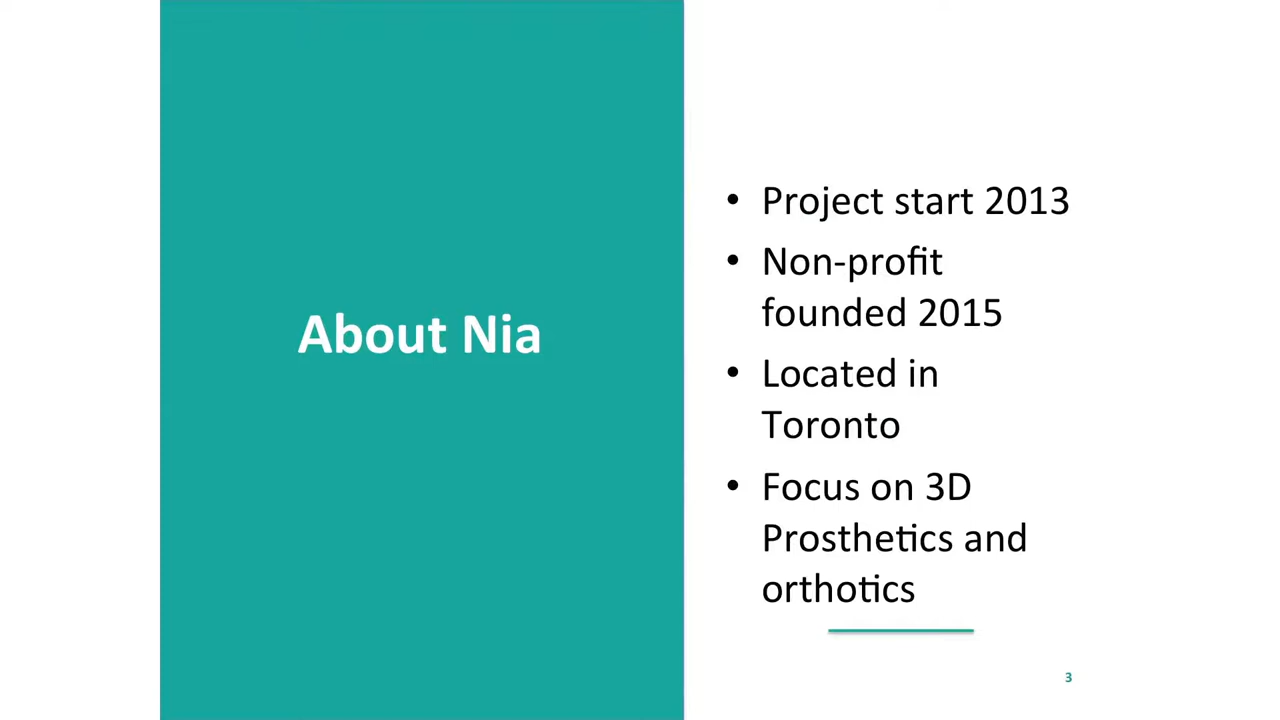 About Nia
• Project start 2013
• Non-profit
founded 2015
• Located in
Toronto
• Focus on 3D
Prosthetics and
orthotics
3